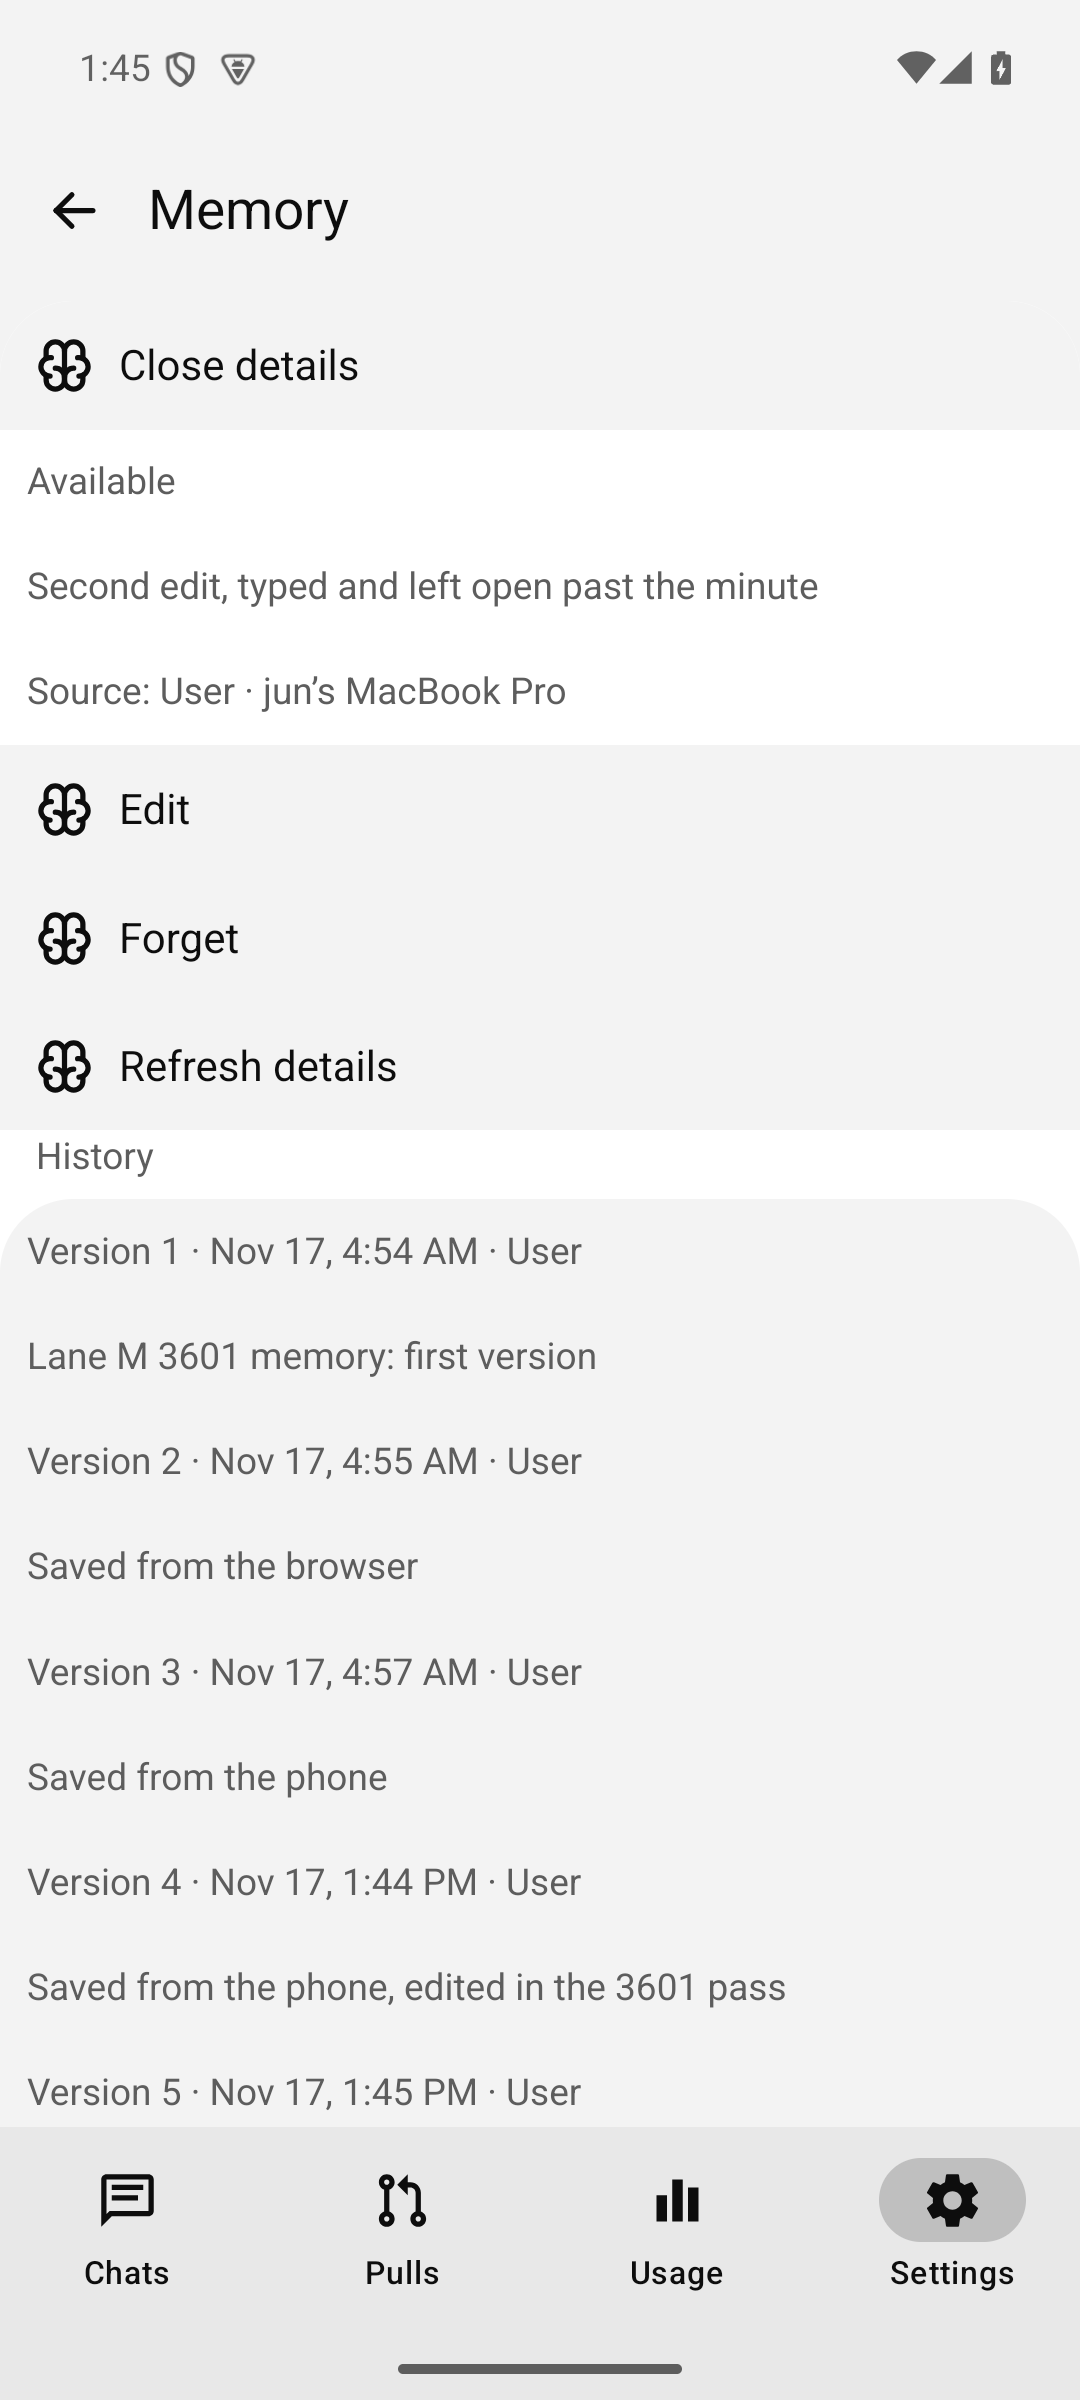 1:45
Memory
Close details
Available
Second edit, typed and left open past the minute
Source: User · jun’s MacBook Pro
Edit
Forget
Refresh details
History
Version 1 · Nov 17, 4:54 AM · User
Lane M 3601 memory: first version
Version 2 · Nov 17, 4:55 AM · User
Saved from the browser
Version 3 · Nov 17, 4:57 AM · User
Saved from the phone
Version 4 · Nov 17, 1:44 PM · User
Saved from the phone, edited in the 3601 pass
Version 5 · Nov 17, 1:45 PM · User
Chats
Pulls
Usage
Settings